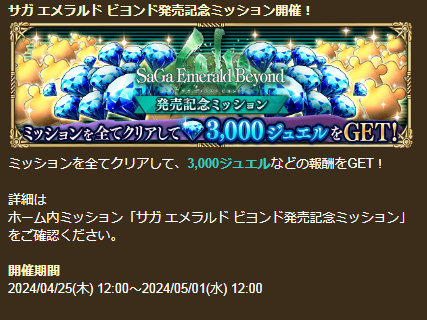 サガ エメラルド ビヨンド発売記念ミッション開催！
SaGa Emerald Beyond
発売記念ミッション
ミッションを全てクリアして 3,000ジュエルをGET!
ミッションを全てクリアして、3,000ジュエルなどの報酬をGET！
詳細は
ホーム内ミッション「サガ エメラルド ビヨンド発売記念ミッション」
をご確認ください。
開催期間
2024/04/25(木) 12:00～2024/05/01(水) 12:00